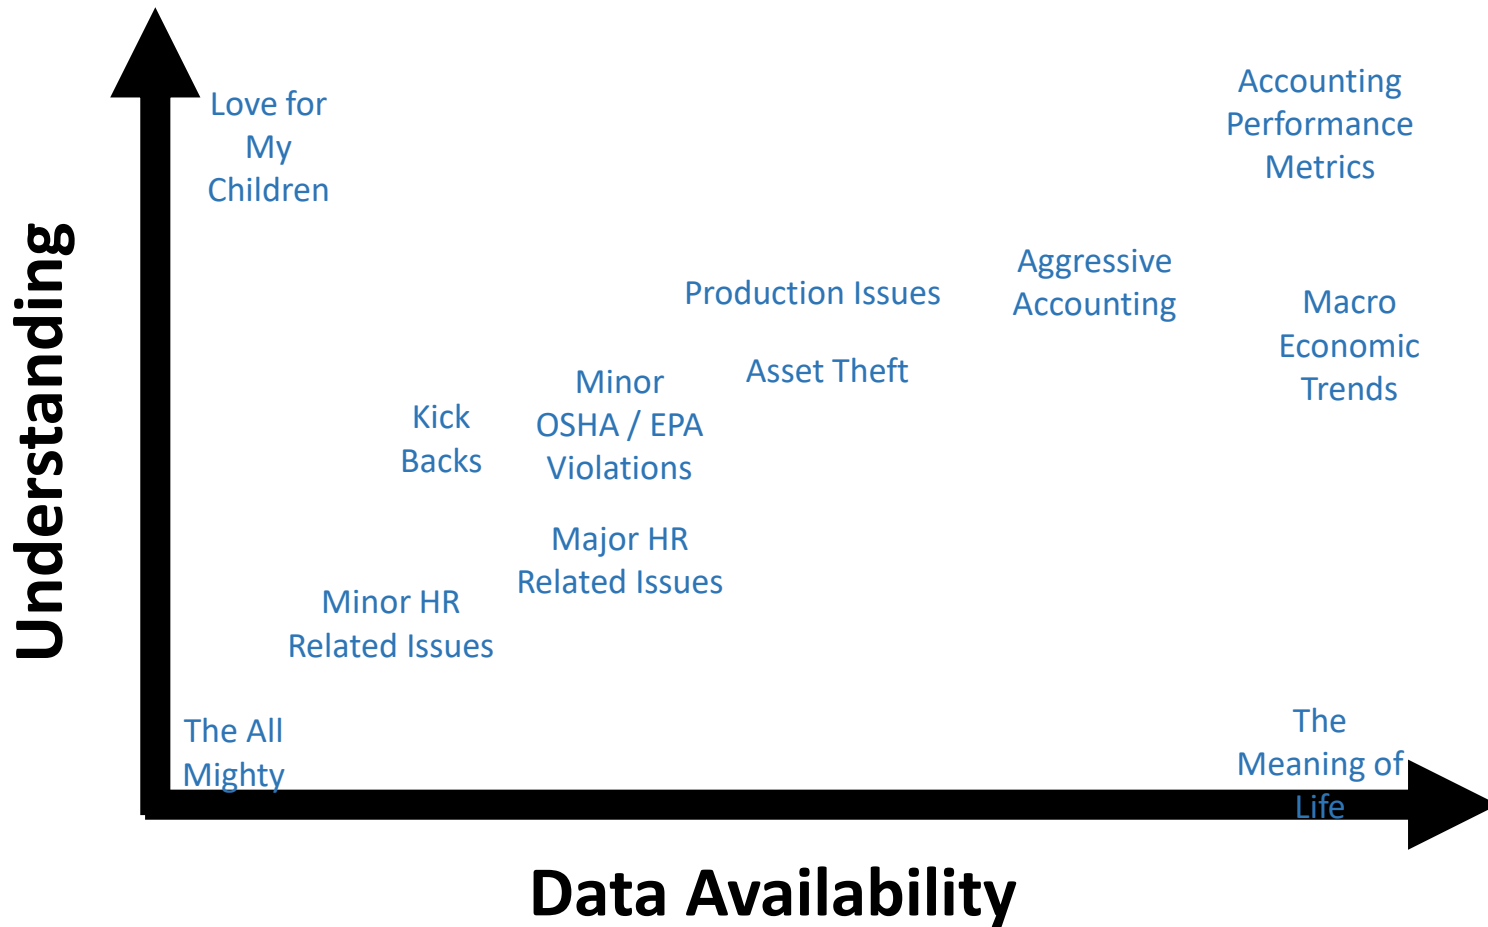 Understanding
Love for
My
Children
Accounting
Performance
Metrics
Production Issues
Aggressive
Accounting
Macro
Economic
Trends
Asset Theft
Minor
OSHA / EPA
Violations
Kick
Backs
Major HR
Related Issues
Minor HR
Related Issues
The All
Mighty
The
Meaning of
Life
Data Availability